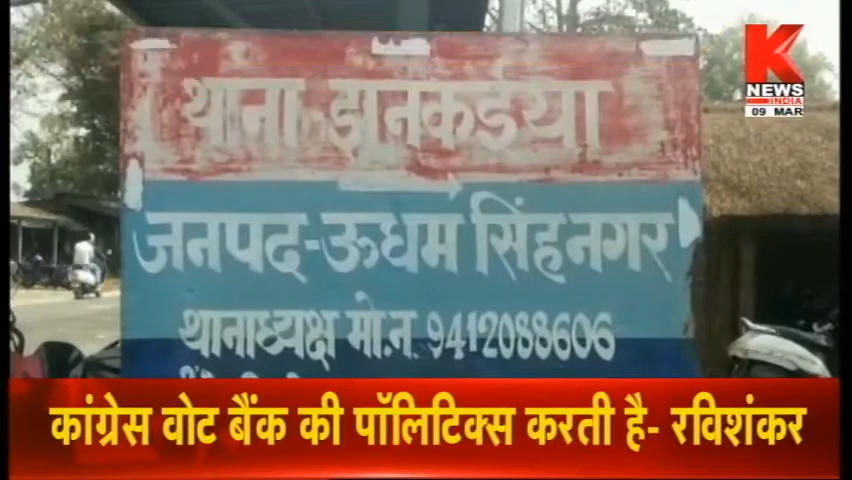 थाना झनकईया
K
NEWS
INDIA
09 MAR
जनपद-ऊधम सिंह नगर
थानाध्यक्ष मो.न. 9412088606
कांग्रेस वोट बैंक की पॉलिटिक्स करती है- रविशंकर